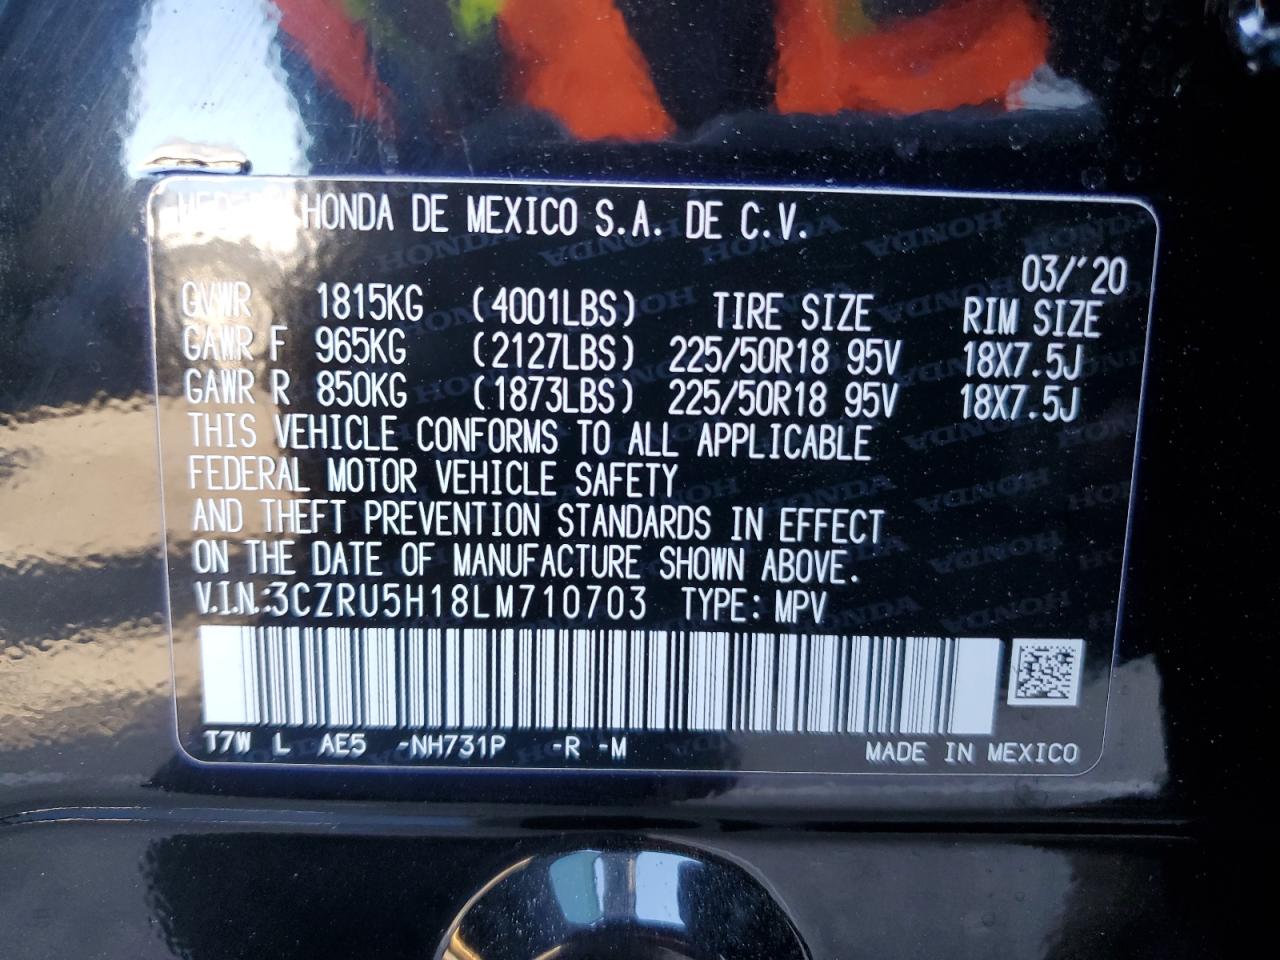 MFD BY HONDA DE MEXICO S.A. DE C.V.
03/'20
GVWR 1815KG (4001LBS) TIRE SIZE RIM SIZE
GAWR F 965KG (2127LBS) 225/50R18 95V 18X7.5J
GAWR R 850KG (1873LBS) 225/50R18 95V 18X7.5J
THIS VEHICLE CONFORMS TO ALL APPLICABLE
FEDERAL MOTOR VEHICLE SAFETY
AND THEFT PREVENTION STANDARDS IN EFFECT
ON THE DATE OF MANUFACTURE SHOWN ABOVE.
V.I.N.:3CZRU5H18LM710703 TYPE: MPV
T7W L AE5 -NH731P -R -M MADE IN MEXICO